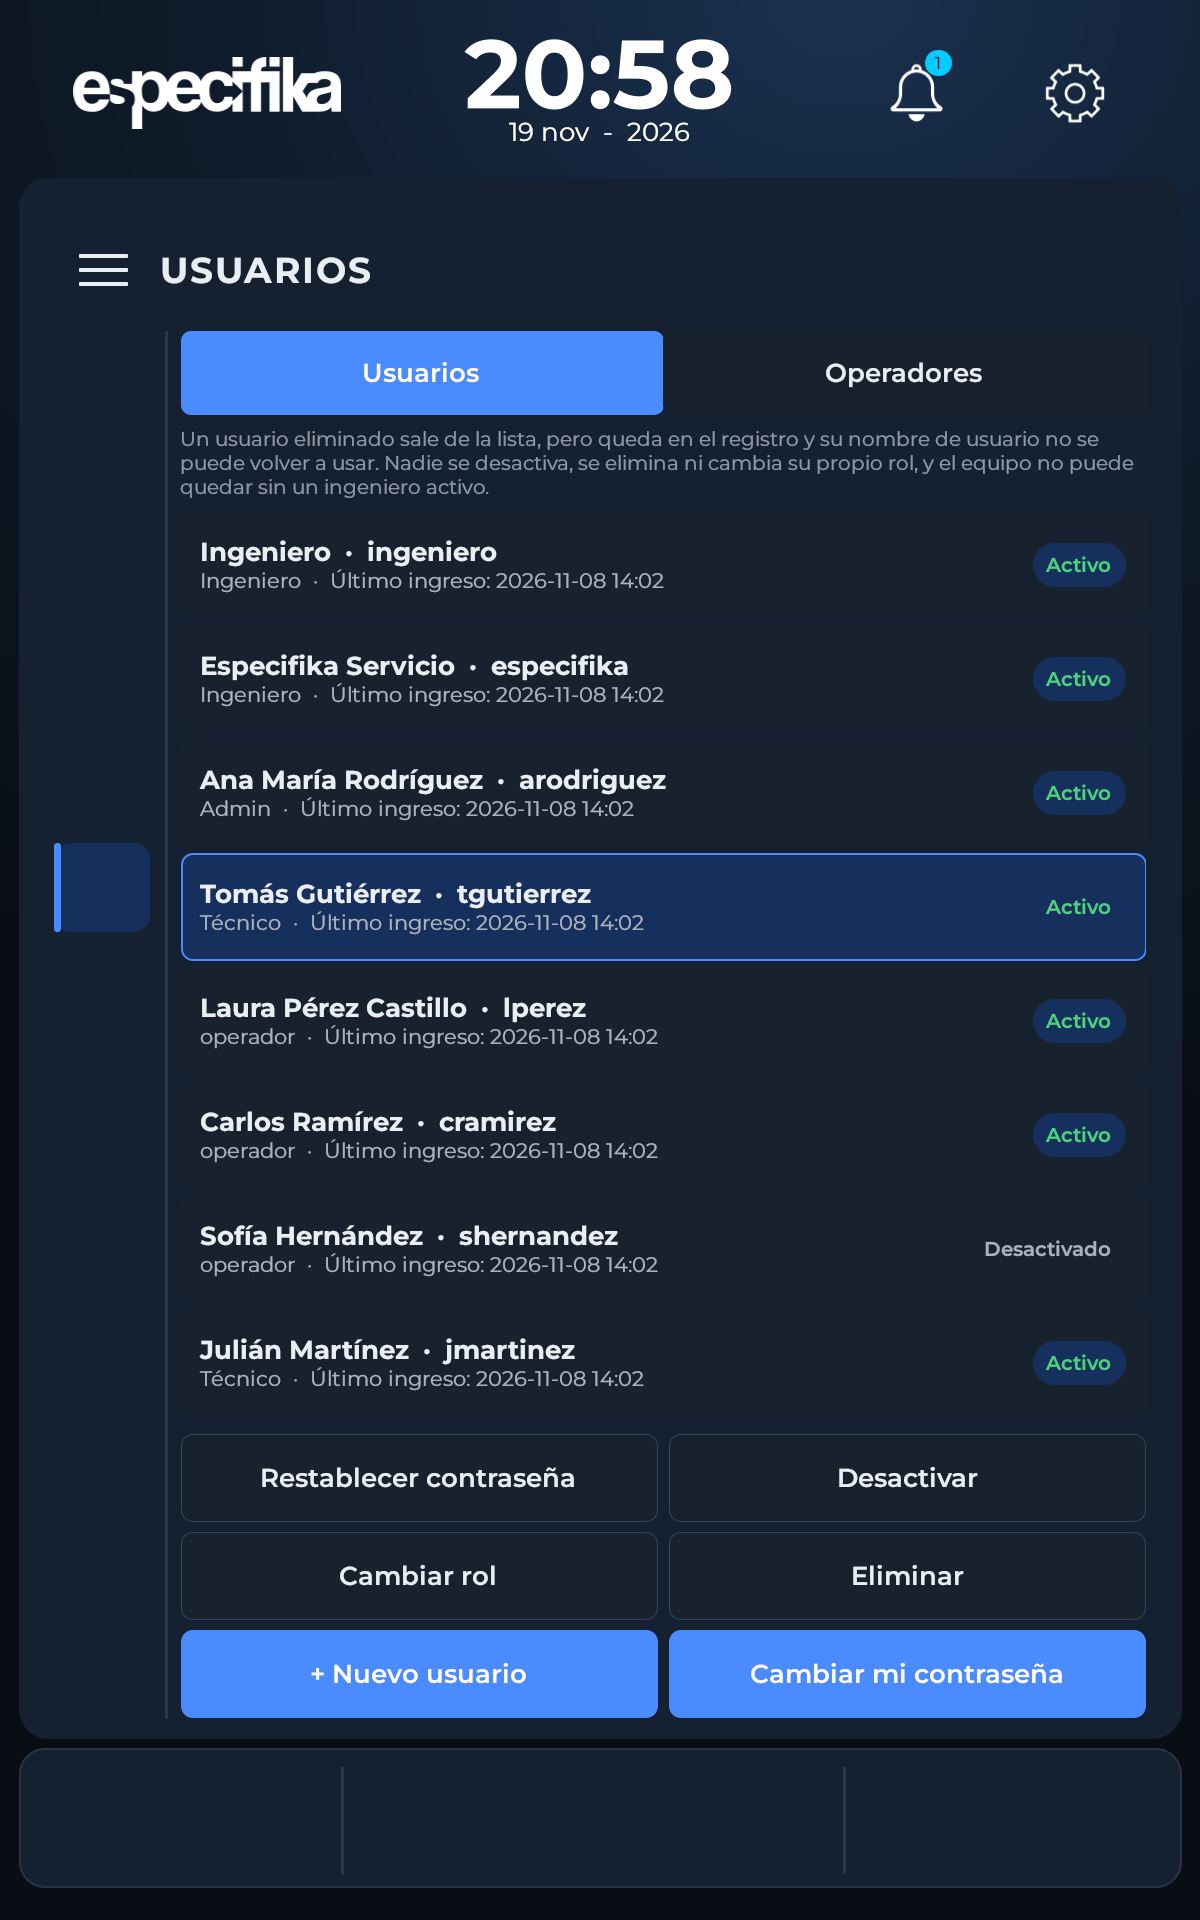 especifika
20:58
19 nov - 2026
1
USUARIOS
Usuarios
Operadores
Un usuario eliminado sale de la lista, pero queda en el registro y su nombre de usuario no se
puede volver a usar. Nadie se desactiva, se elimina ni cambia su propio rol, y el equipo no puede
quedar sin un ingeniero activo.
Ingeniero · ingeniero
Ingeniero · Último ingreso: 2026-11-08 14:02
Activo
Especifika Servicio · especifika
Ingeniero · Último ingreso: 2026-11-08 14:02
Activo
Ana María Rodríguez · arodriguez
Admin · Último ingreso: 2026-11-08 14:02
Activo
Tomás Gutiérrez · tgutierrez
Técnico · Último ingreso: 2026-11-08 14:02
Activo
Laura Pérez Castillo · lperez
operador · Último ingreso: 2026-11-08 14:02
Activo
Carlos Ramírez · cramirez
operador · Último ingreso: 2026-11-08 14:02
Activo
Sofía Hernández · shernandez
operador · Último ingreso: 2026-11-08 14:02
Desactivado
Julián Martínez · jmartinez
Técnico · Último ingreso: 2026-11-08 14:02
Activo
Restablecer contraseña
Desactivar
Cambiar rol
Eliminar
+ Nuevo usuario
Cambiar mi contraseña